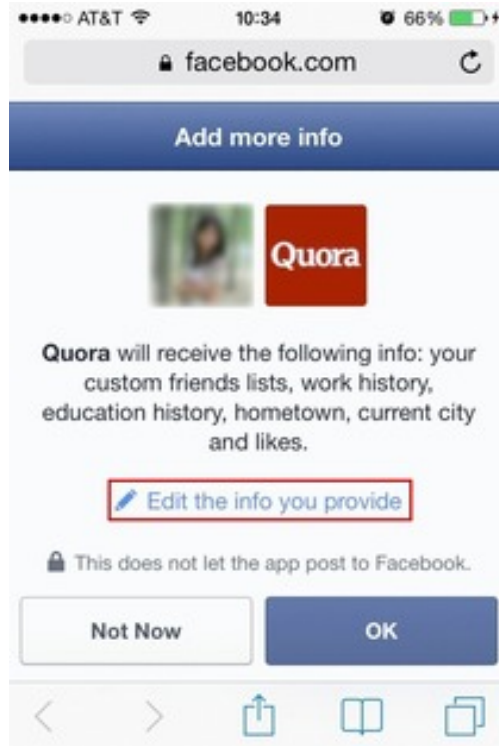 AT&T 10:34 66%
facebook.com
Add more info
Quora
Quora will receive the following info: your
custom friends lists, work history,
education history, hometown, current city
and likes.
Edit the info you provide
This does not let the app post to Facebook.
Not Now OK